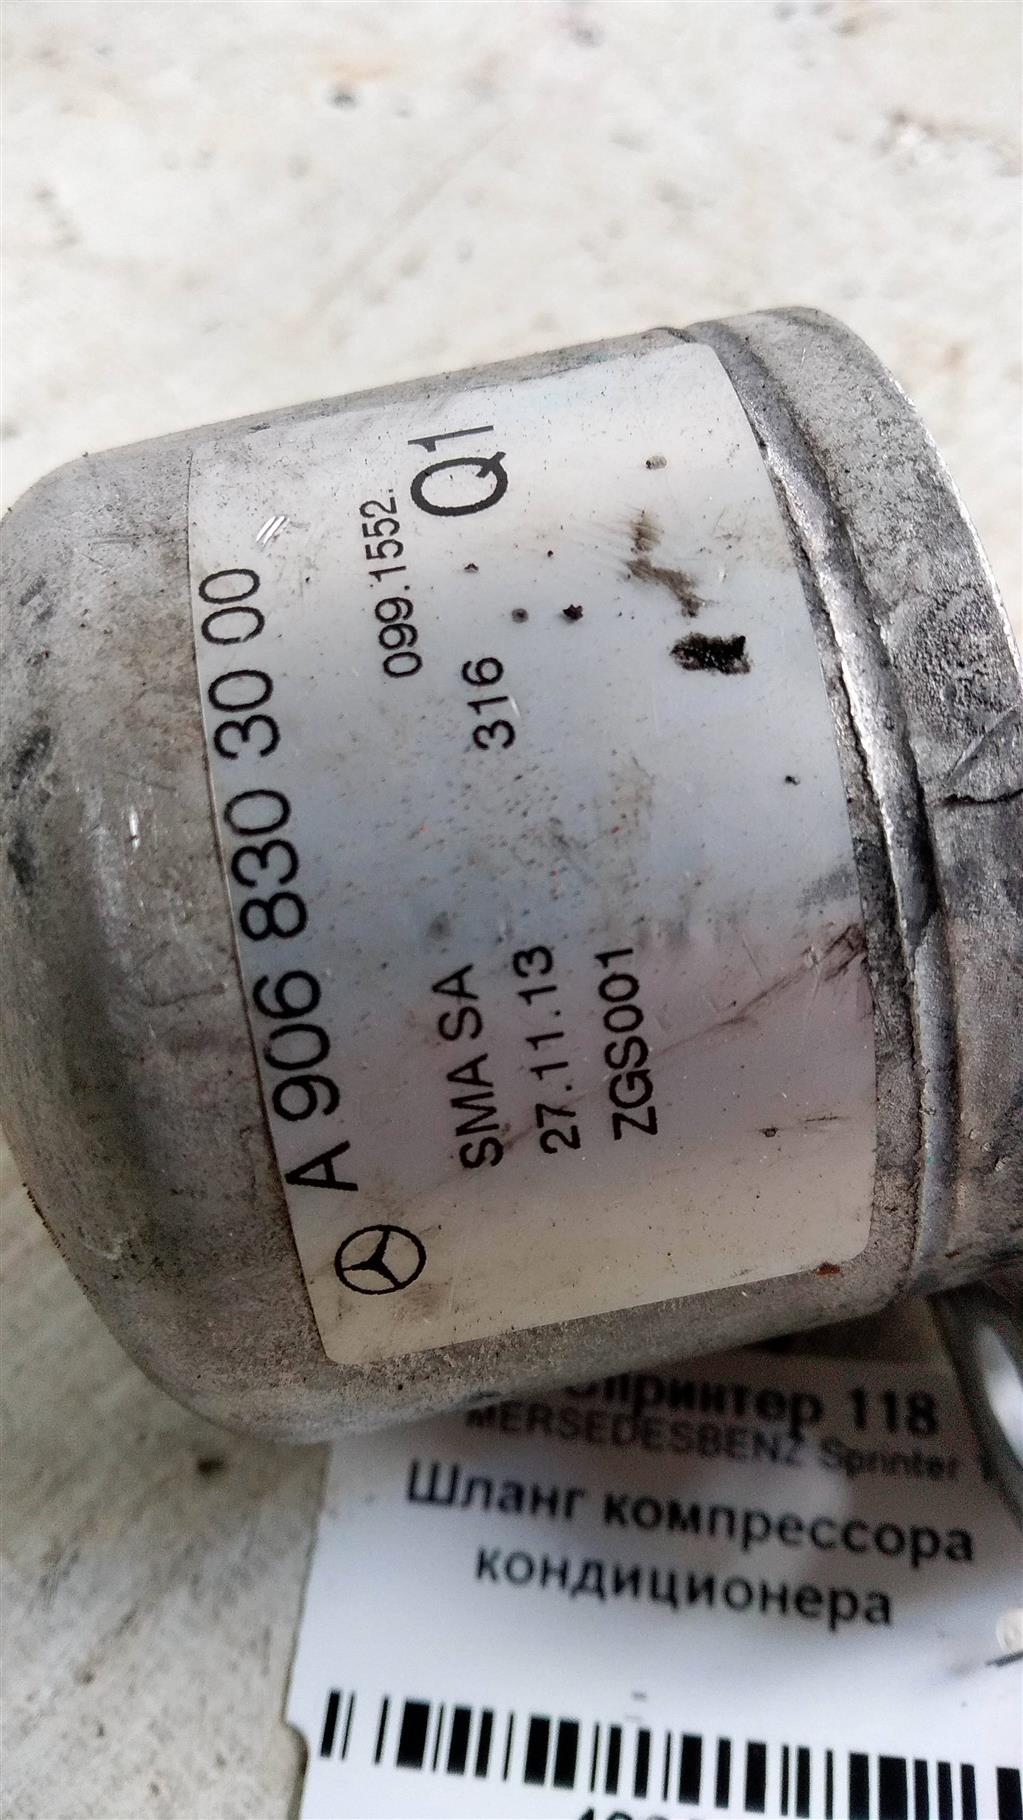 A 906 830 30 00
099.1552.
316 Q1
SMA SA
27.11.13
ZGS001
принтер 118
MERSEDESBENZ Sprinter
Шланг компрессора
кондиционера